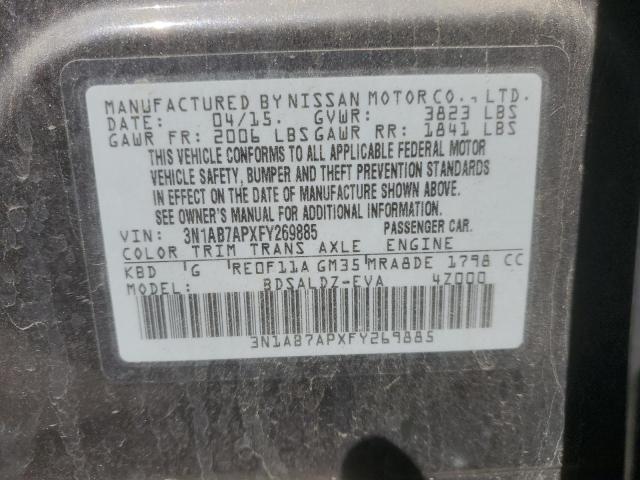 MANUFACTURED BY NISSAN MOTOR CO., LTD.
DATE: 04/15. GVWR: 3823 LBS
GAWR FR: 2006 LBS GAWR RR: 1841 LBS
THIS VEHICLE CONFORMS TO ALL APPLICABLE FEDERAL MOTOR
VEHICLE SAFETY, BUMPER AND THEFT PREVENTION STANDARDS
IN EFFECT ON THE DATE OF MANUFACTURE SHOWN ABOVE.
SEE OWNER'S MANUAL FOR ADDITIONAL INFORMATION.
VIN: 3N1AB7APXFY269885 PASSENGER CAR.
COLOR TRIM TRANS AXLE ENGINE
KBD G RE0F11A GM35 MRA8DE 1798 CC
MODEL: BDSALDZ-EVA 4Z000
3N1AB7APXFY269885